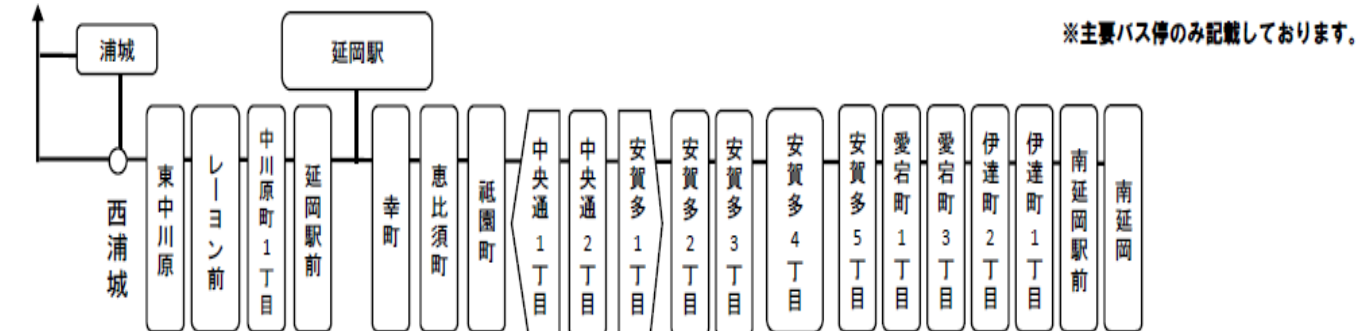 ※主要バス停のみ記載しております。
浦城
延岡駅
西浦城
東中川原
レーヨン前
中川原町1丁目
延岡駅前
幸町
恵比須町
祗園町
中央通1丁目
中央通2丁目
安賀多1丁目
安賀多2丁目
安賀多3丁目
安賀多4丁目
安賀多5丁目
愛宕町1丁目
愛宕町3丁目
伊達町2丁目
伊達町1丁目
南延岡駅前
南延岡